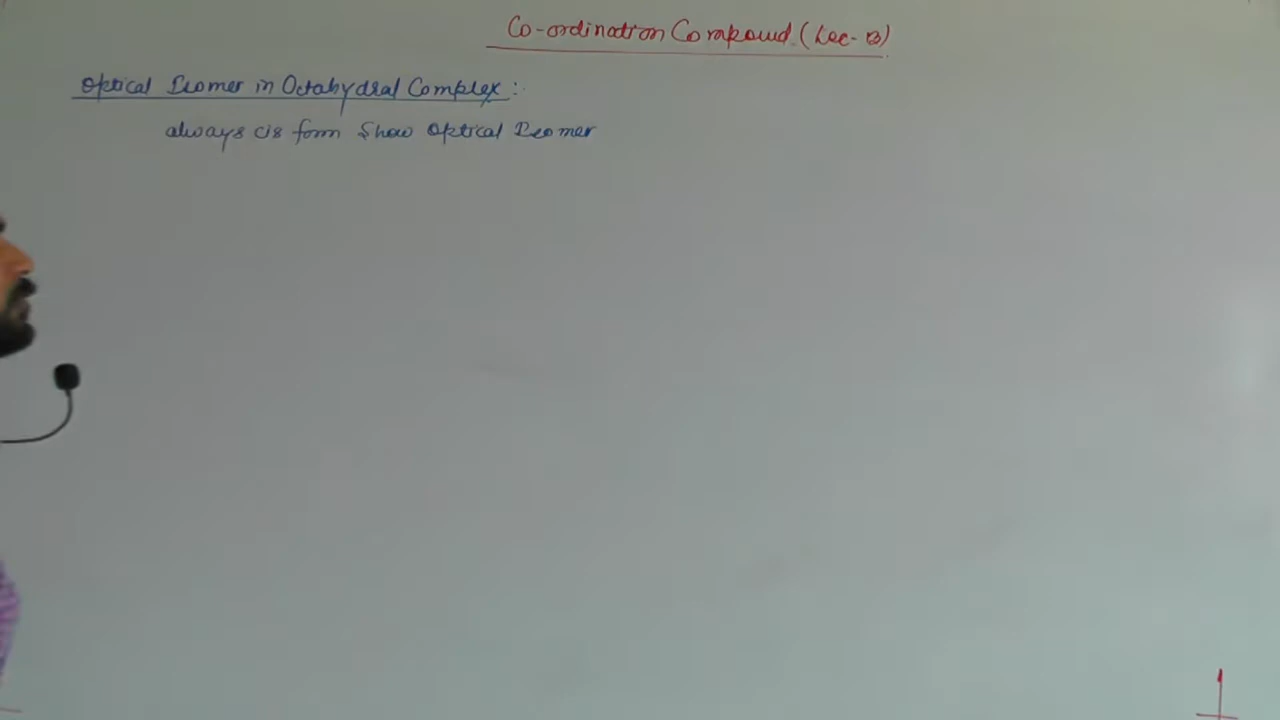 Co-ordination Compound (Lec-13)
Optical Isomer in Octahydral Complex :
always cis form Show Optical Isomer